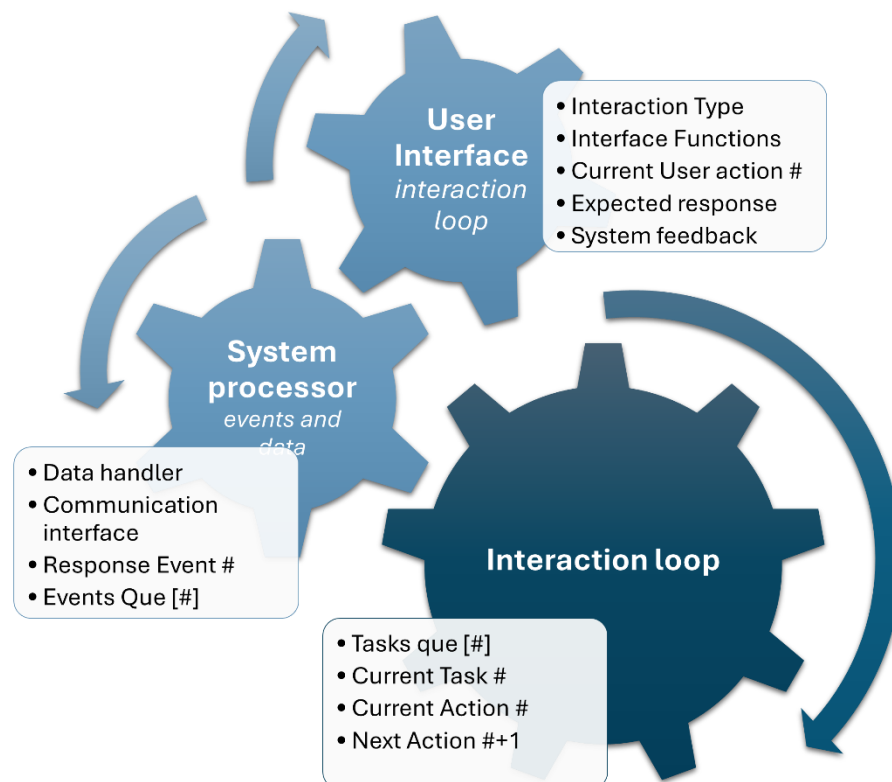 User
Interface
interaction
loop
• Interaction Type
• Interface Functions
• Current User action #
• Expected response
• System feedback
System
processor
events and
data
• Data handler
• Communication
interface
• Response Event #
• Events Que [#]
Interaction loop
• Tasks que [#]
• Current Task #
• Current Action #
• Next Action #+1